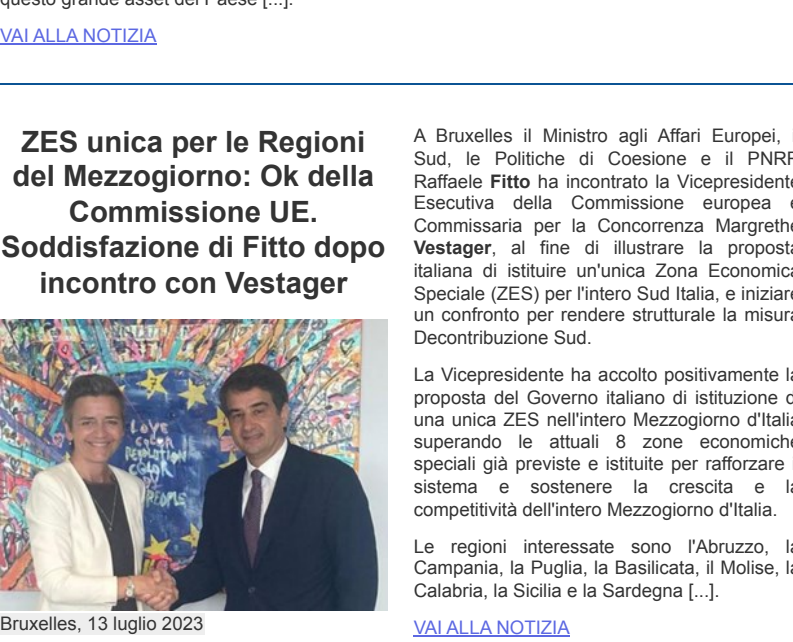 questo grande asset del Paese [...].
VAI ALLA NOTIZIA
ZES unica per le Regioni
del Mezzogiorno: Ok della
Commissione UE.
Soddisfazione di Fitto dopo
incontro con Vestager
LOVE
COLOR
REVOLUTION
COLOR
PEOPLE
Bruxelles, 13 luglio 2023
A Bruxelles il Ministro agli Affari Europei,
Sud, le Politiche di Coesione e il PNRR
Raffaele Fitto ha incontrato la Vicepresidente
Esecutiva della Commissione europea e
Commissaria per la Concorrenza Margrethe
Vestager, al fine di illustrare la proposta
italiana di istituire un'unica Zona Economica
Speciale (ZES) per l'intero Sud Italia, e iniziare
un confronto per rendere strutturale la misura
Decontribuzione Sud.
La Vicepresidente ha accolto positivamente la
proposta del Governo italiano di istituzione di
una unica ZES nell'intero Mezzogiorno d'Italia
superando le attuali 8 zone economiche
speciali già previste e istituite per rafforzare
sistema e sostenere la crescita e la
competitività dell'intero Mezzogiorno d'Italia.
Le regioni interessate sono l'Abruzzo, la
Campania, la Puglia, la Basilicata, il Molise, la
Calabria, la Sicilia e la Sardegna [...].
VAI ALLA NOTIZIA